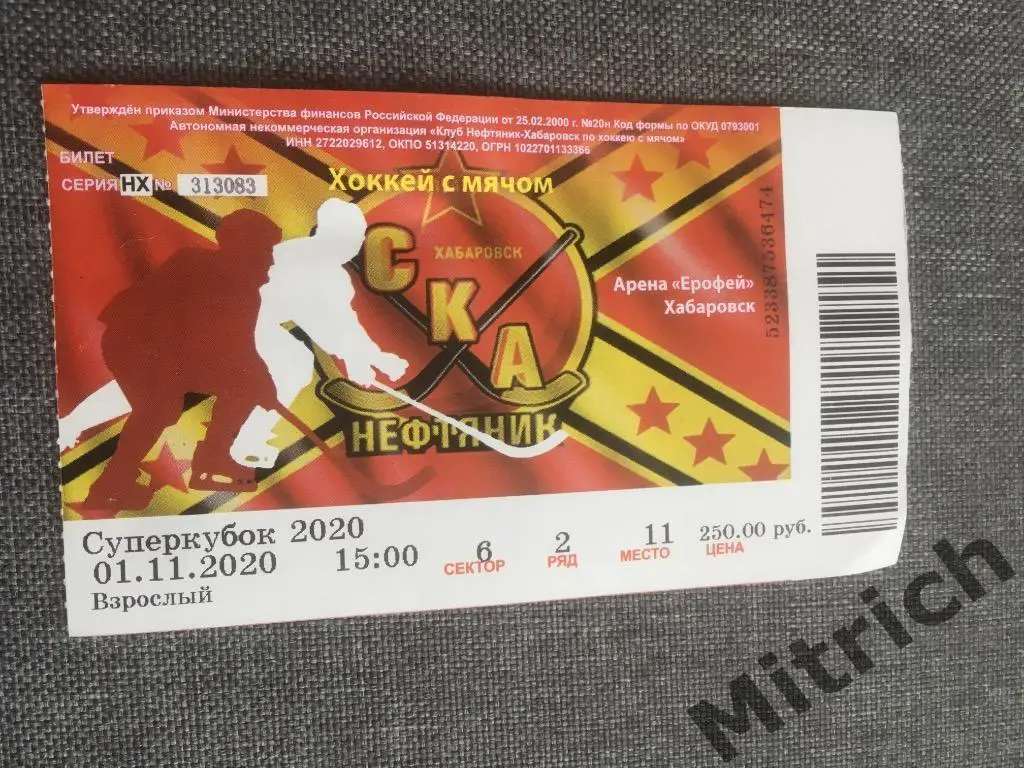 Утверждён приказом Министерства финансов Российской Федерации от 25.02.2000 г. №20н Код формы по ОКУД 0793001
Автономная некоммерческая организация «Клуб Нефтяник-Хабаровск по хоккею с мячом»
ИНН 2722029612, ОКПО 51314220, ОГРН 1022701133366
БИЛЕТ
СЕРИЯ НХ № 313083
Хоккей с мячом
ХАБАРОВСК
СКА
НЕФТЯНИК
Арена «Ерофей»
Хабаровск
523387536474
Суперкубок 2020
01.11.2020 15:00
6 СЕКТОР
2 РЯД
11 МЕСТО
250.00 руб. ЦЕНА
Взрослый
Mitrich